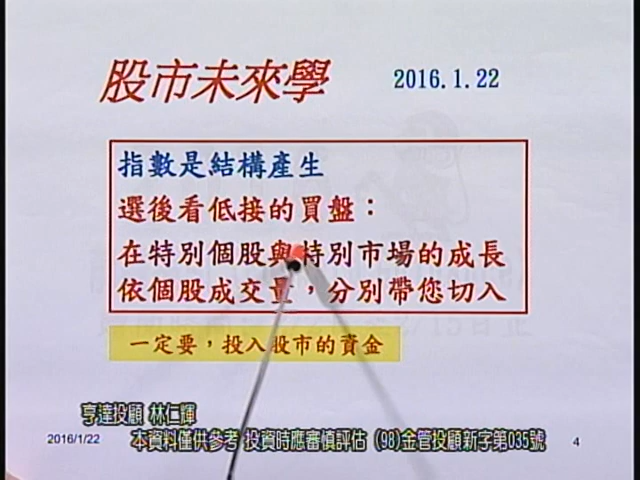 股市未來學
2016.1.22
指數是結構產生
選後看低接的買盤：
在特別個股與特別市場的成長
依個股成交量，分別帶您切入
一定要，投入股市的資金
亨達投顧 林仁輝
2016/1/22
本資料僅供參考 投資時應審慎評估 (98)金管投顧新字第035號
4